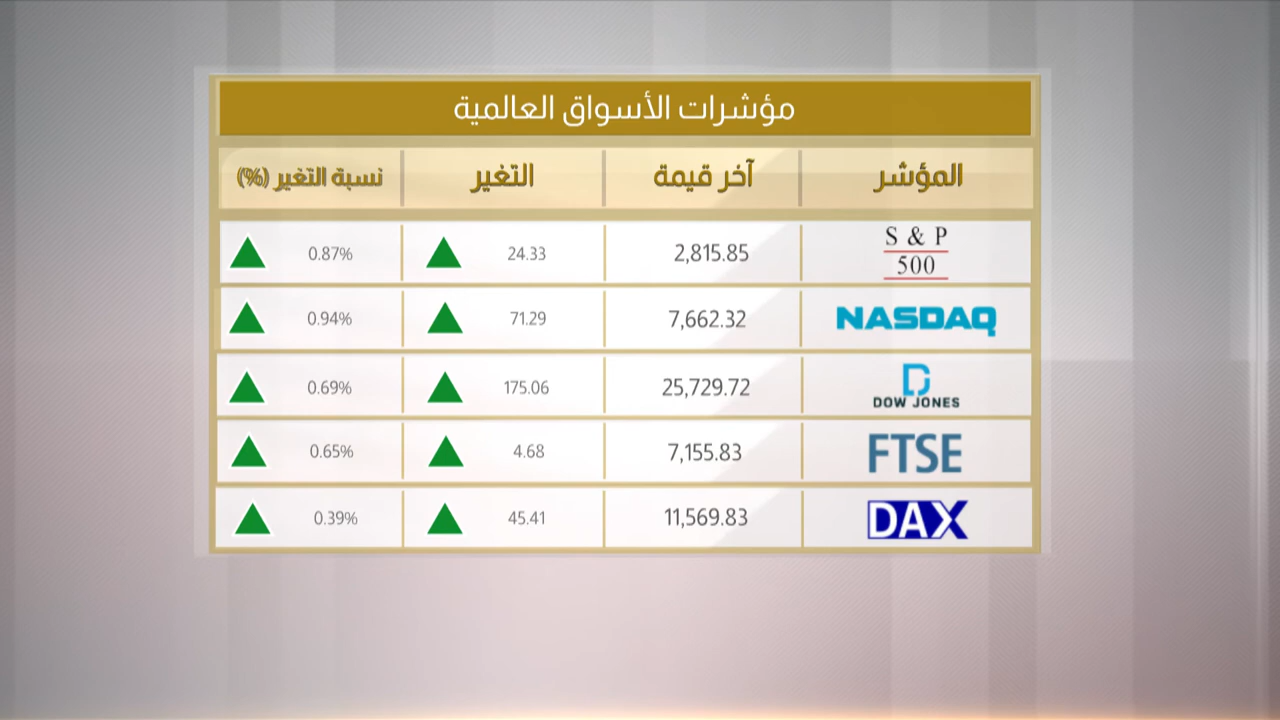 مؤشرات الأسواق العالمية
المؤشر آخر قيمة التغير نسبة التغير (%)
S & P
500
2,815.85 24.33 0.87%
NASDAQ 7,662.32 71.29 0.94%
DOW JONES 25,729.72 175.06 0.69%
FTSE 7,155.83 4.68 0.65%
DAX 11,569.83 45.41 0.39%